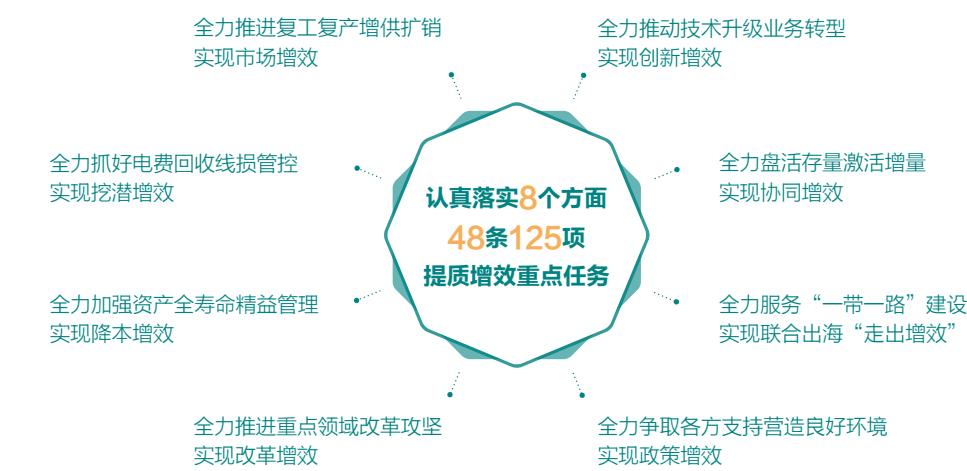 全力推进复工复产增供扩销
实现市场增效
全力推动技术升级业务转型
实现创新增效
全力抓好电费回收线损管控
实现挖潜增效
全力盘活存量激活增量
实现协同增效
认真落实8个方面
48条125项
提质增效重点任务
全力加强资产全寿命精益管理
实现降本增效
全力服务“一带一路”建设
实现联合出海“走出增效”
全力推进重点领域改革攻坚
实现改革增效
全力争取各方支持营造良好环境
实现政策增效